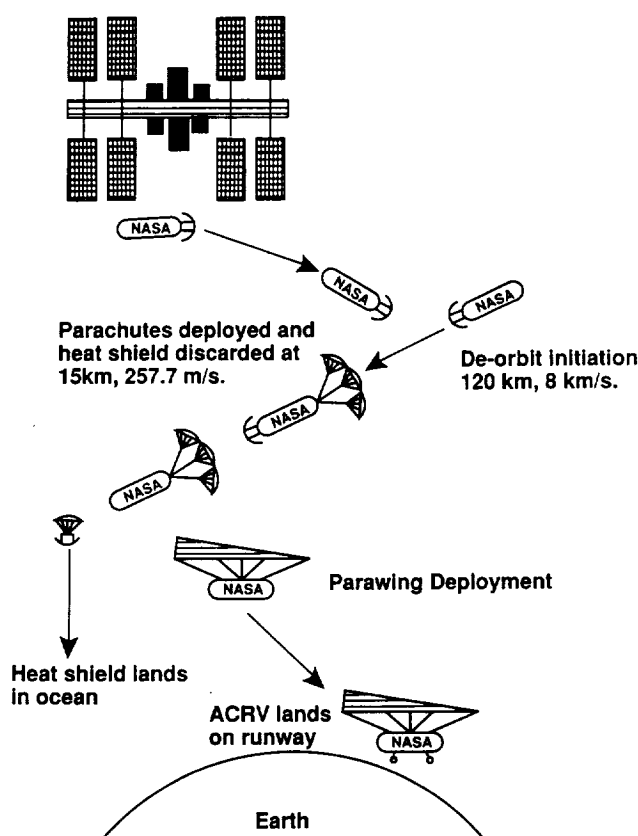 NASA
NASA
NASA
Parachutes deployed and
heat shield discarded at
15km, 257.7 m/s.
De-orbit initiation
120 km, 8 km/s.
NASA
NASA
NASA
Parawing Deployment
Heat shield lands
in ocean
ACRV lands
on runway
NASA
Earth